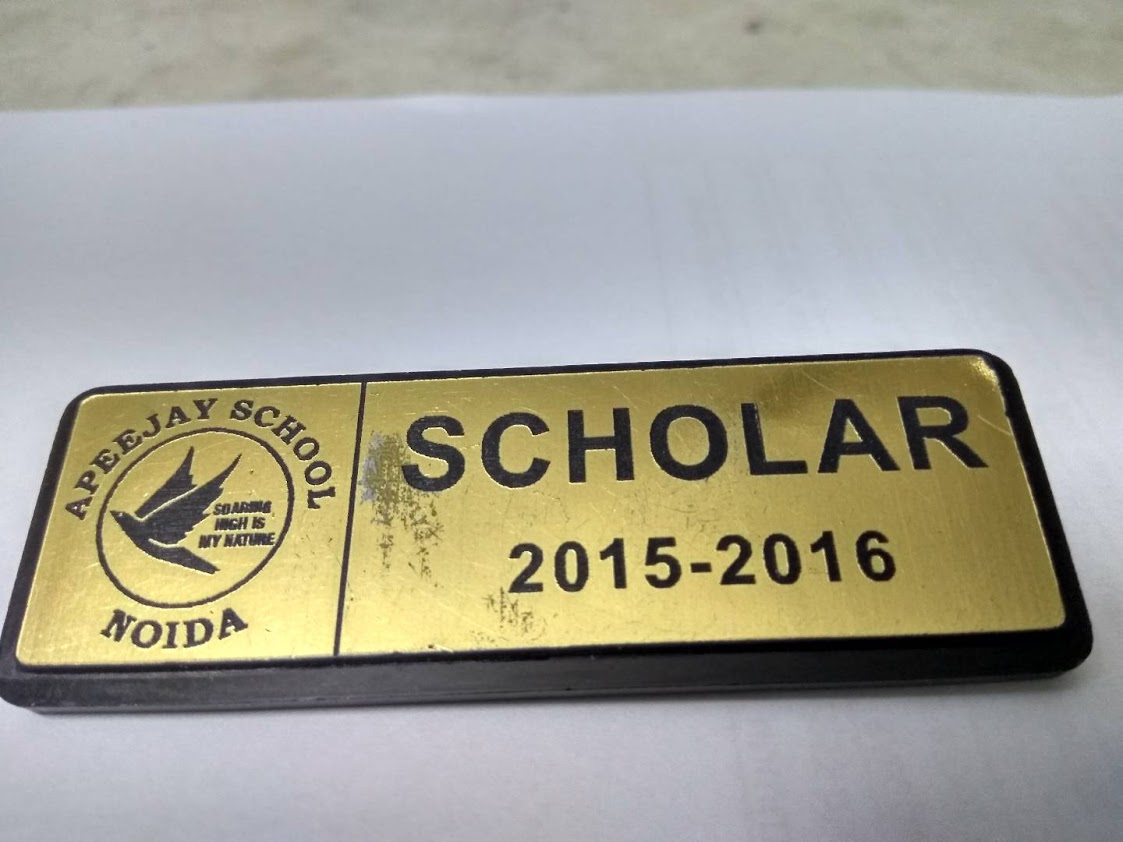 APEEJAY SCHOOL
SOARING
HIGH IS
MY NATURE
NOIDA
SCHOLAR
2015-2016